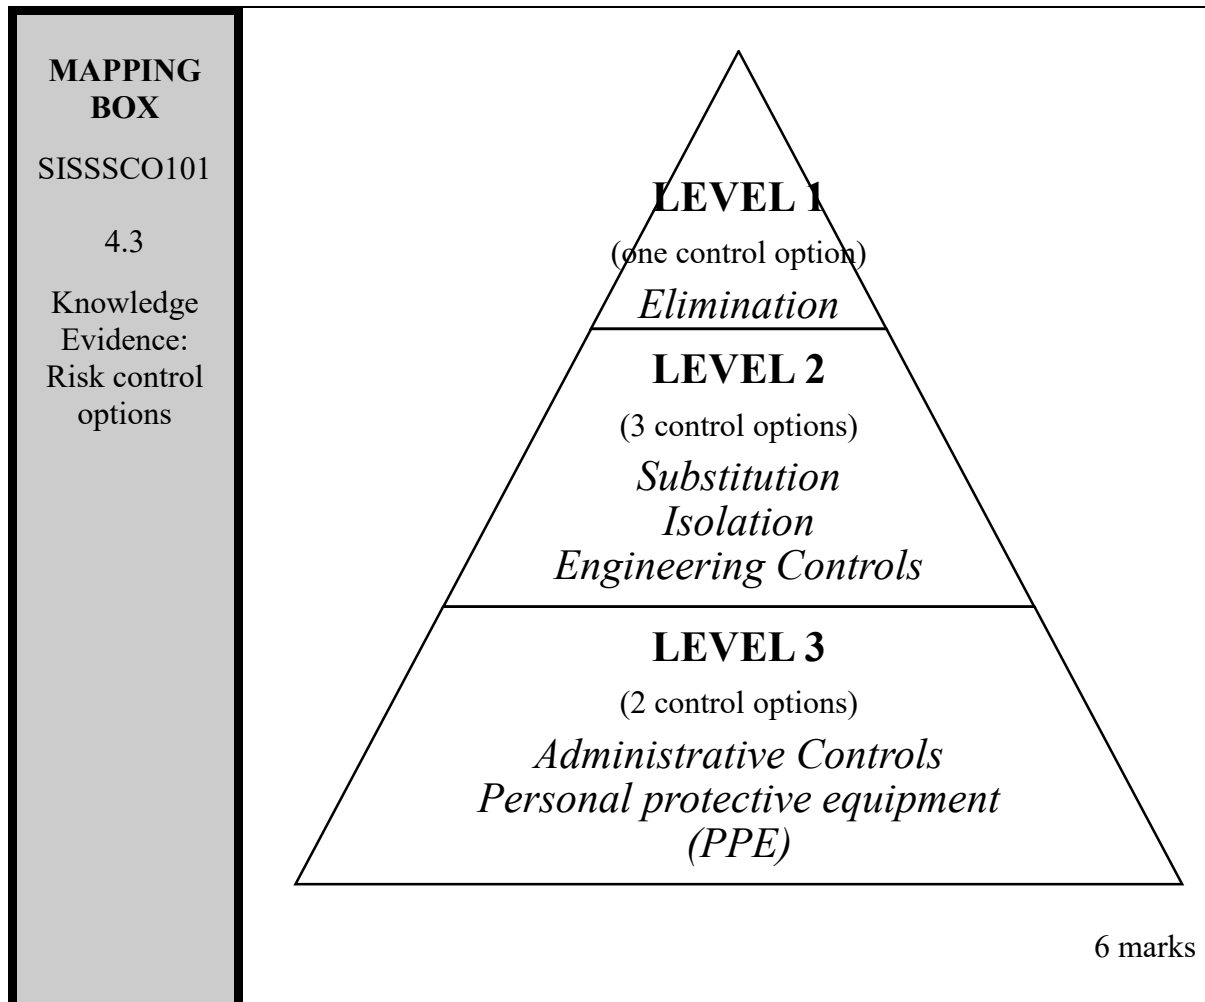 MAPPING
BOX
SISSSCO101
4.3
Knowledge
Evidence:
Risk control
options
LEVEL 1
(one control option)
Elimination
LEVEL 2
(3 control options)
Substitution
Isolation
Engineering Controls
LEVEL 3
(2 control options)
Administrative Controls
Personal protective equipment
(PPE)
6 marks